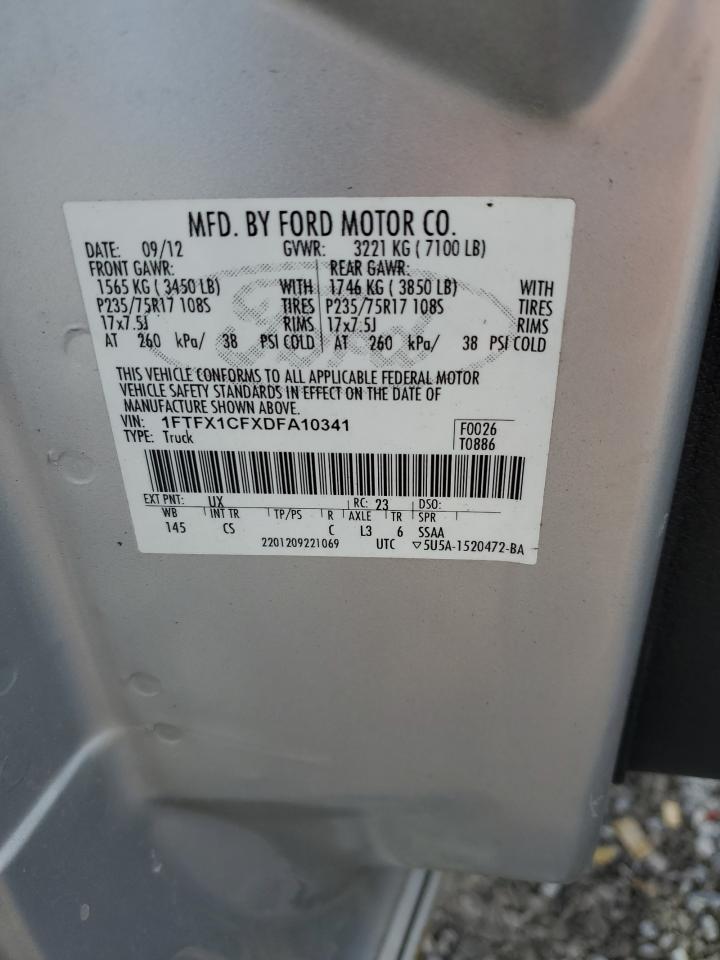 MFD. BY FORD MOTOR CO.
DATE: 09/12 GVWR: 3221 KG ( 7100 LB)
FRONT GAWR: REAR GAWR:
1565 KG ( 3450 LB) WITH 1746 KG ( 3850 LB) WITH
P235/75R17 108S TIRES P235/75R17 108S TIRES
17x7.5J RIMS 17x7.5J RIMS
AT 260 kPa/ 38 PSI COLD AT 260 kPa/ 38 PSI COLD
Ford
THIS VEHICLE CONFORMS TO ALL APPLICABLE FEDERAL MOTOR
VEHICLE SAFETY STANDARDS IN EFFECT ON THE DATE OF
MANUFACTURE SHOWN ABOVE.
VIN: 1FTFX1CFXDFA10341 F0026
TYPE: Truck T0886
EXT PNT: UX RC: 23 DSO:
WB INT TR TP/PS R AXLE TR SPR
145 CS C L3 6 SSAA
2201209221069 UTC ▽5U5A-1520472-BA